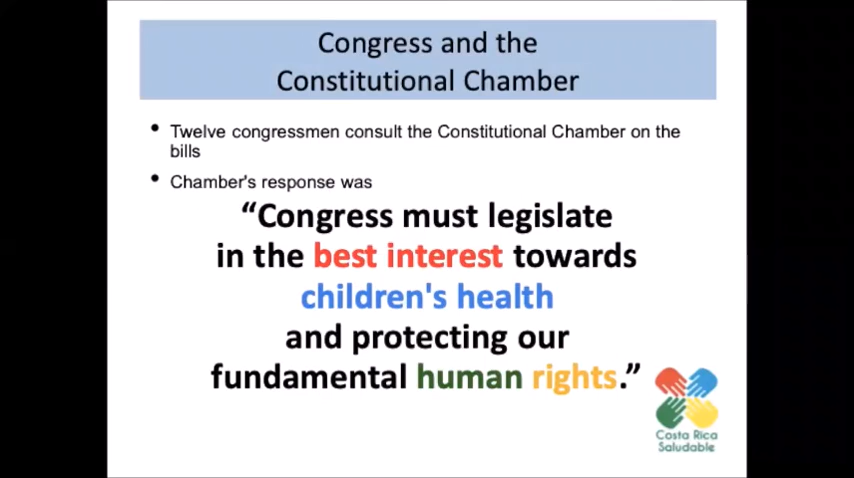 Congress and the
Constitutional Chamber
• Twelve congressmen consult the Constitutional Chamber on the
bills
• Chamber's response was
“Congress must legislate
in the best interest towards
children's health
and protecting our
fundamental human rights.”
Costa Rica
Saludable